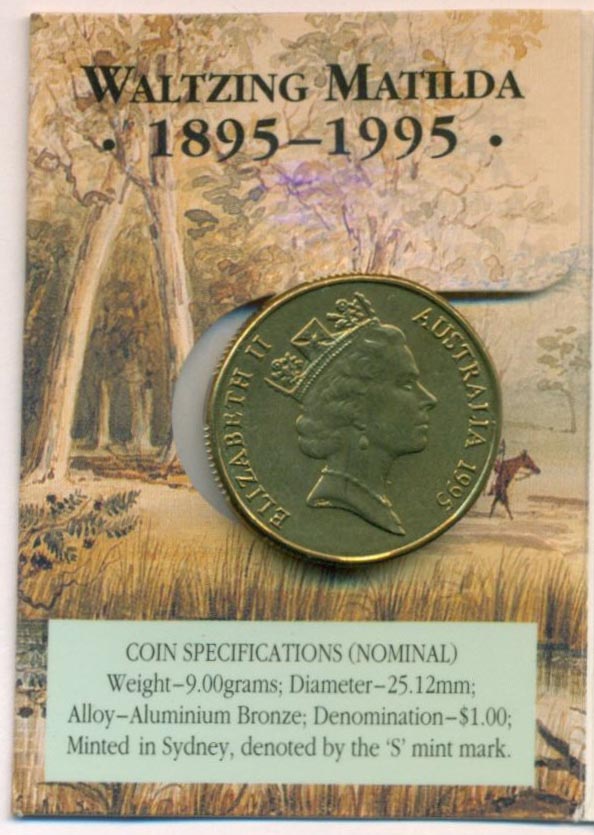 WALTZING MATILDA
• 1895–1995 •
ELIZABETH II
AUSTRALIA 1995
COIN SPECIFICATIONS (NOMINAL)
Weight–9.00grams; Diameter–25.12mm;
Alloy–Aluminium Bronze; Denomination–$1.00;
Minted in Sydney, denoted by the ‘S’ mint mark.